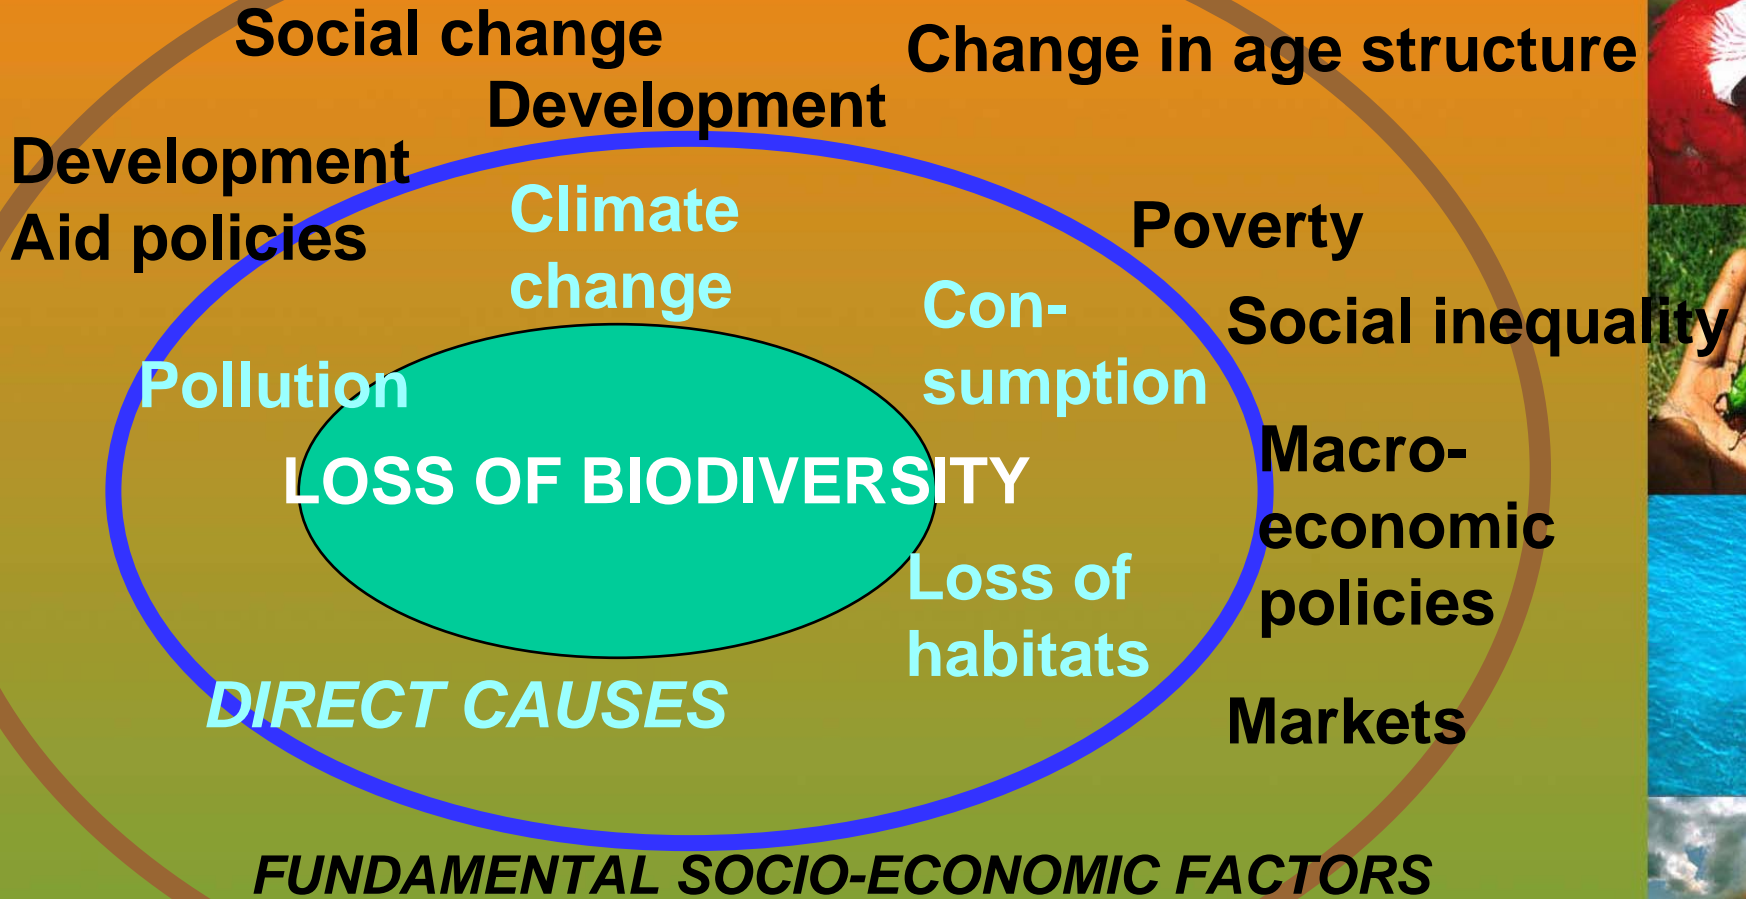 Social change
Change in age structure
Development
Development
Aid policies
Climate
change
Poverty
Con-
sumption
Social inequality
Pollution
LOSS OF BIODIVERSITY
Macro-
economic
policies
Loss of
habitats
DIRECT CAUSES
Markets
FUNDAMENTAL SOCIO-ECONOMIC FACTORS